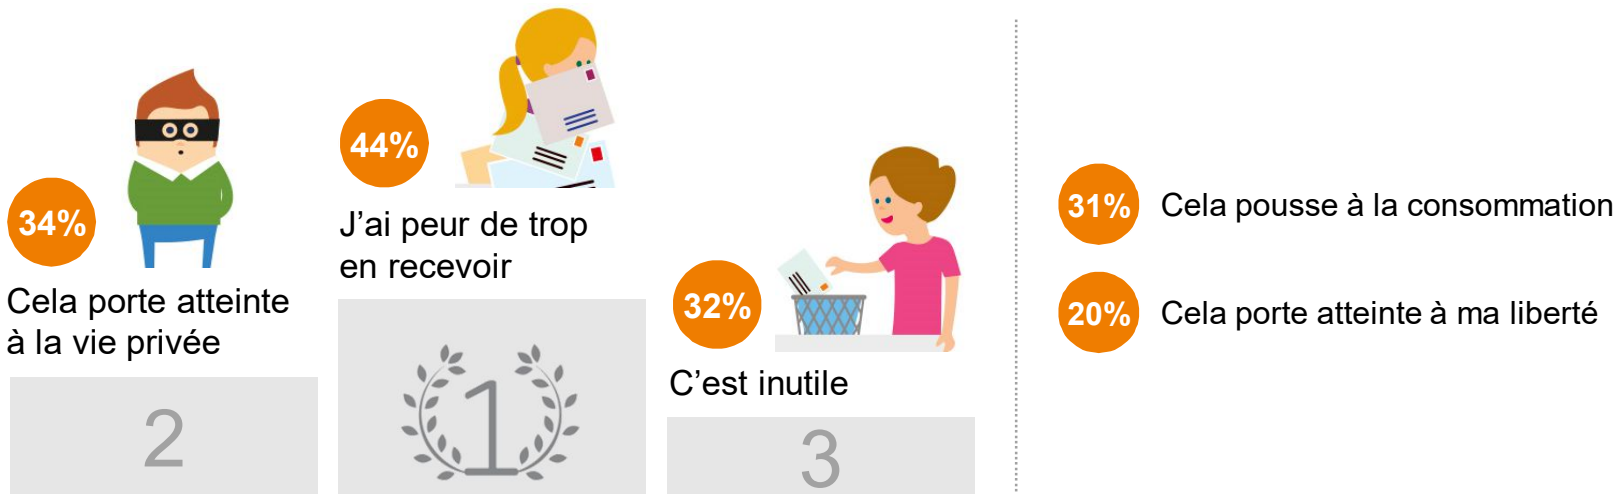 34%
Cela porte atteinte
à la vie privée
2
44%
J'ai peur de trop
en recevoir
1
32%
C'est inutile
3
31% Cela pousse à la consommation
20% Cela porte atteinte à ma liberté